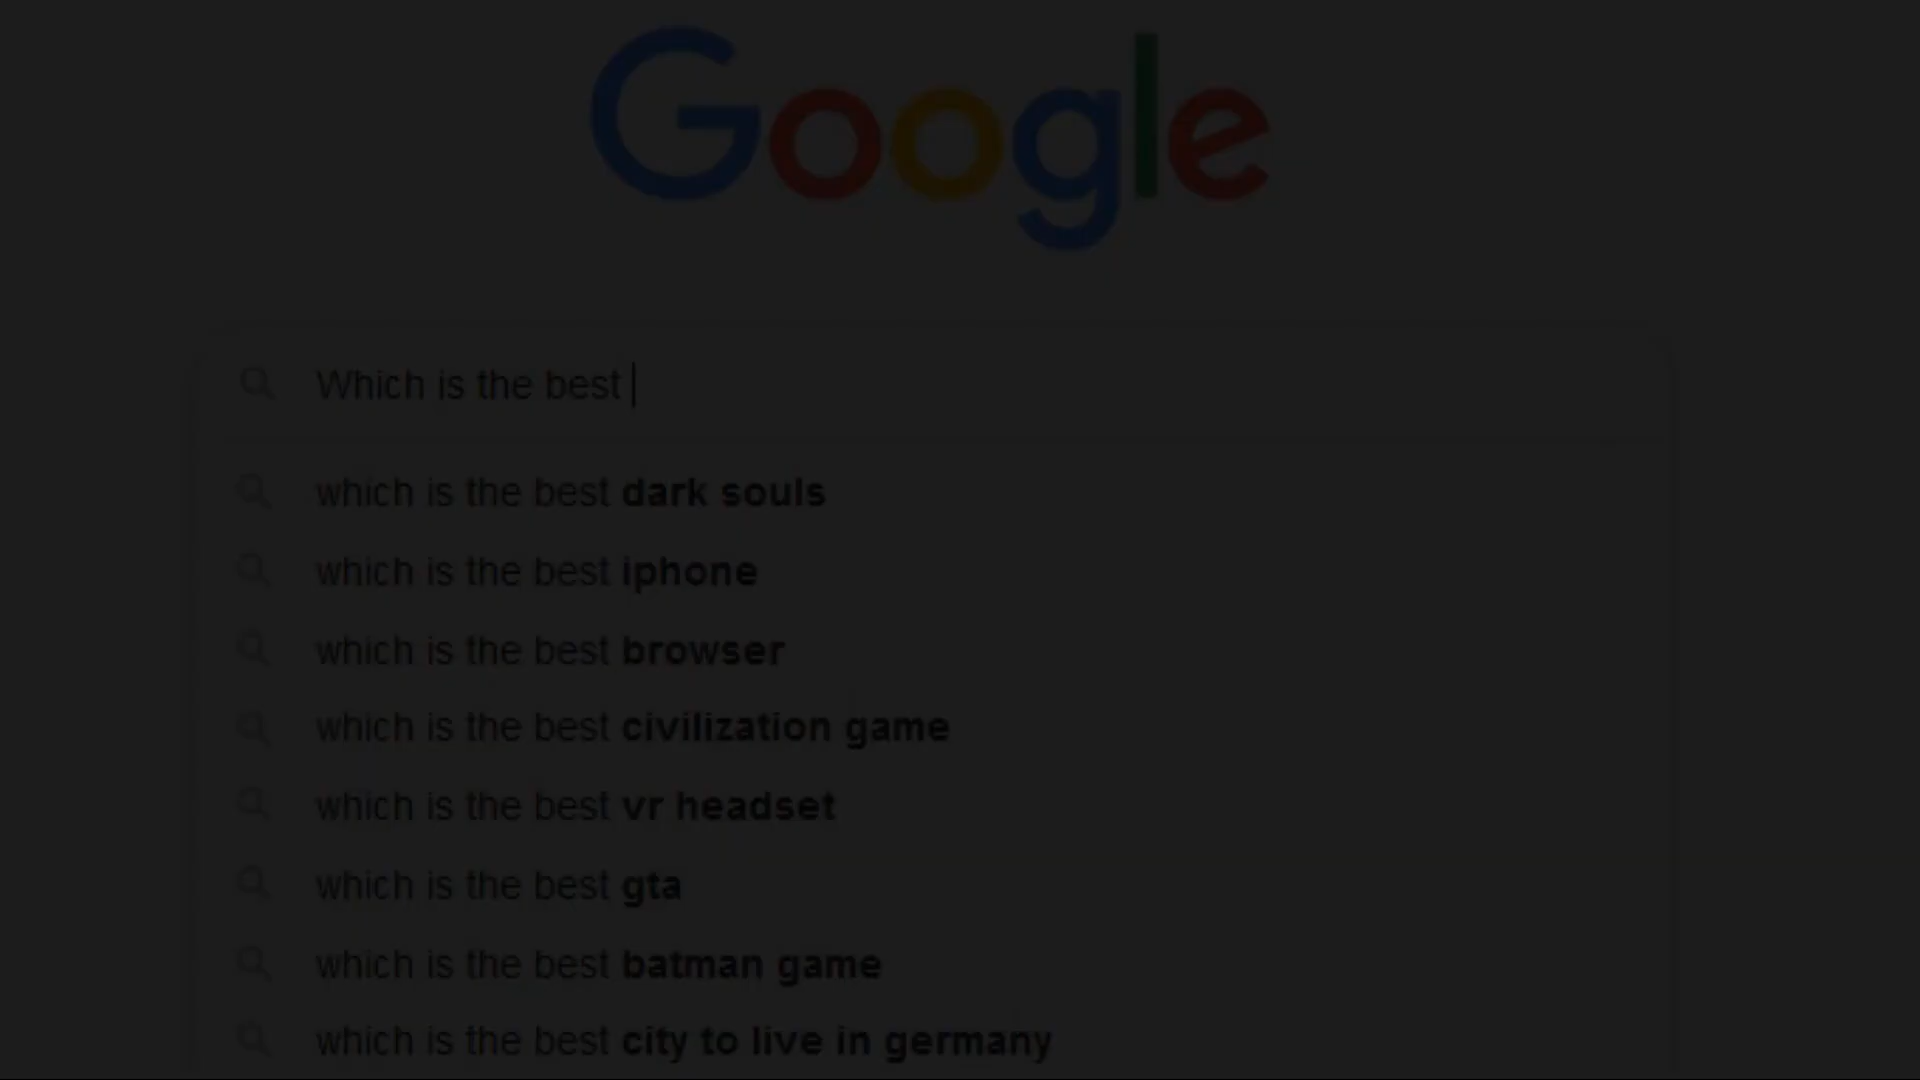 Google
Which is the best
which is the best dark souls
which is the best iphone
which is the best browser
which is the best civilization game
which is the best vr headset
which is the best gta
which is the best batman game
which is the best city to live in germany